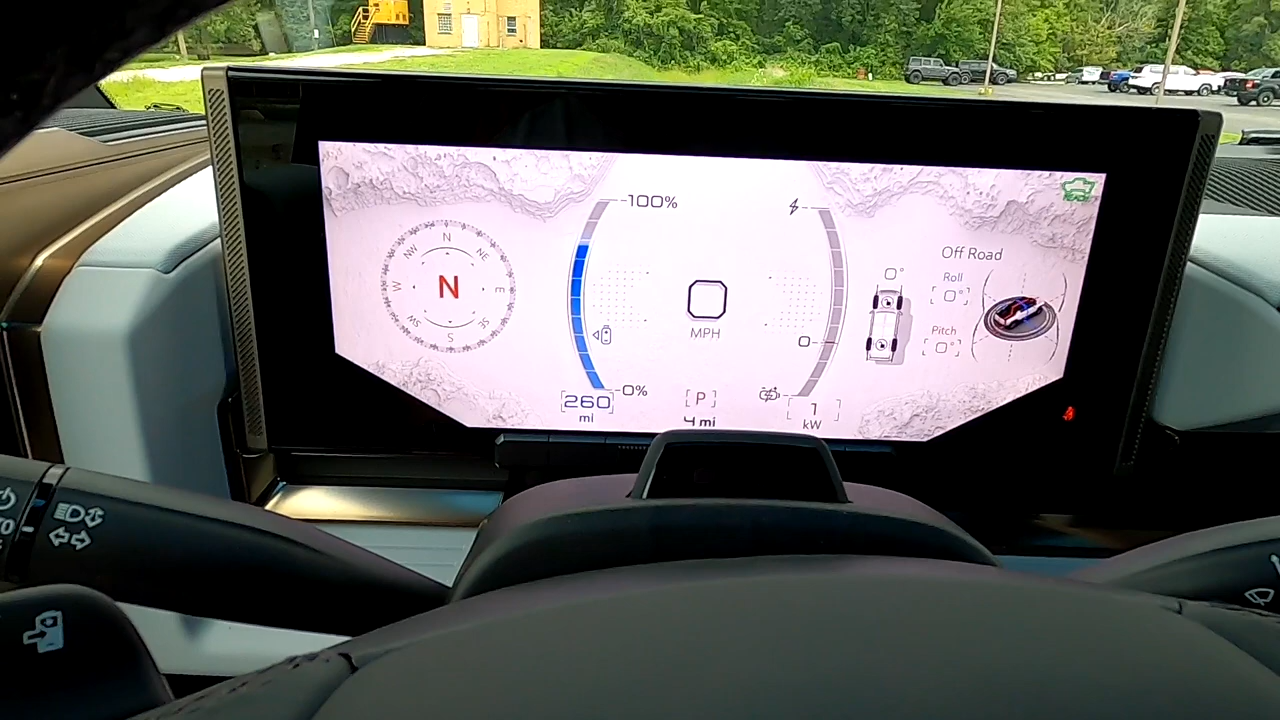 100%
N
NE
E
SE
S
SW
W
NW
N
0
MPH
0
0%
260
mi
[P]
4 mi
1
kW
0°
Off Road
Roll
[0°]
Pitch
[0°]